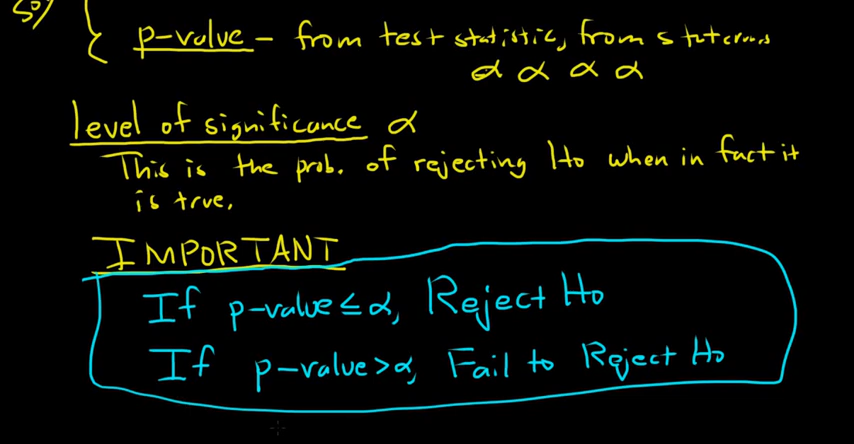 5)
{ p-value - from test statistic, from
α α α α
level of significance α
This is the prob. of rejecting Ho when in fact it
is true.
IMPORTANT
If p-value ≤ α, Reject Ho
If p-value > α, Fail to Reject Ho